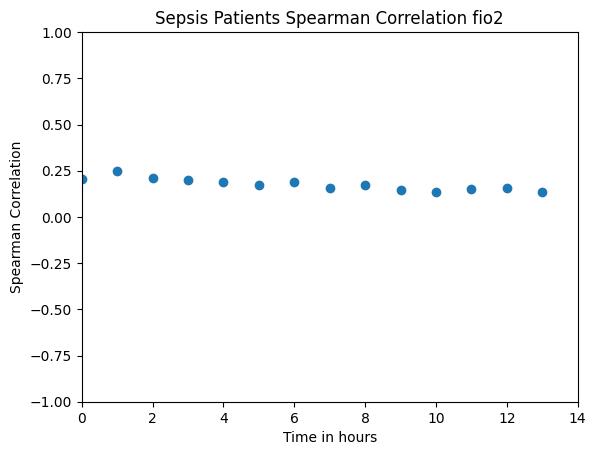 Sepsis Patients Spearman Correlation fio2
1.00
0.75
0.50
0.25
0.00
−0.25
−0.50
−0.75
−1.00
Spearman Correlation
0 2 4 6 8 10 12 14
Time in hours